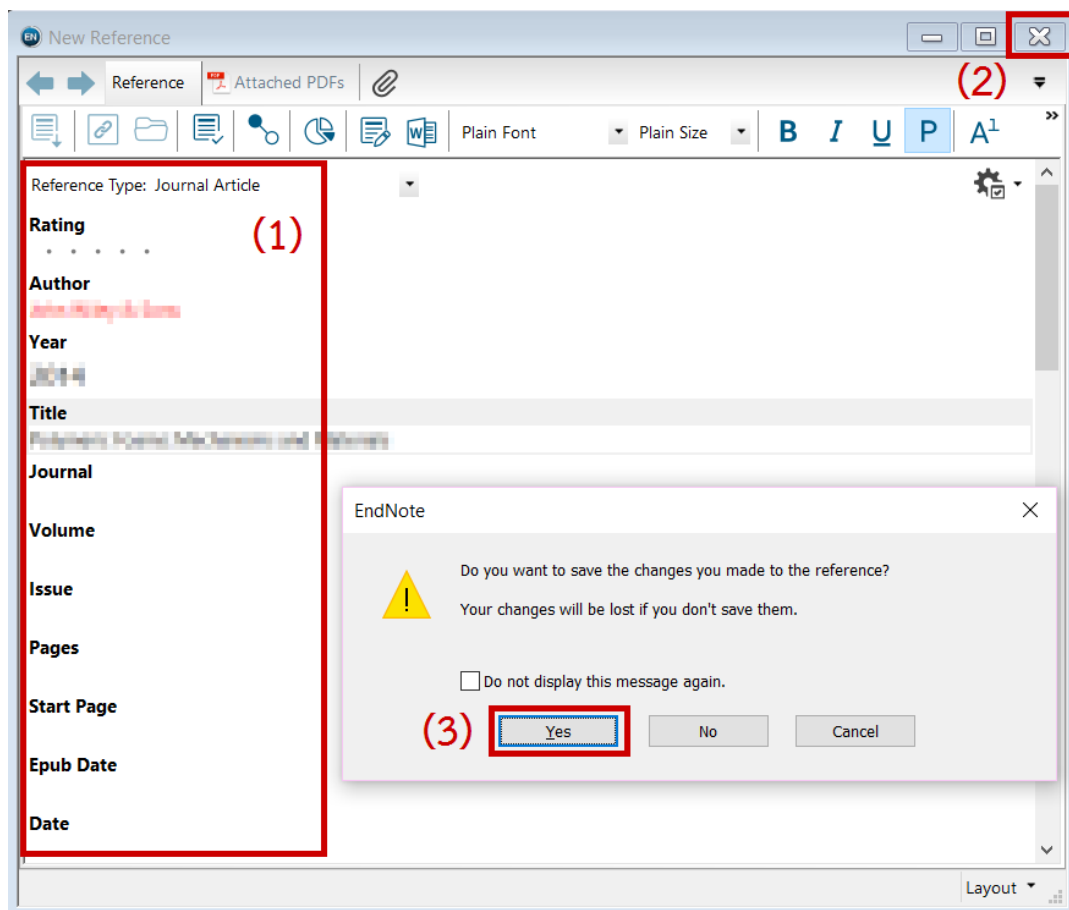 EN New Reference
(2)
Reference PDF Attached PDFs
Plain Font Plain Size B I U P A1 »
Reference Type: Journal Article
Rating
(1)
Author
Year
Title
Journal
Volume
Issue
Pages
Start Page
Epub Date
Date
EndNote
Do you want to save the changes you made to the reference?
Your changes will be lost if you don't save them.
Do not display this message again.
(3) Yes No Cancel
Layout